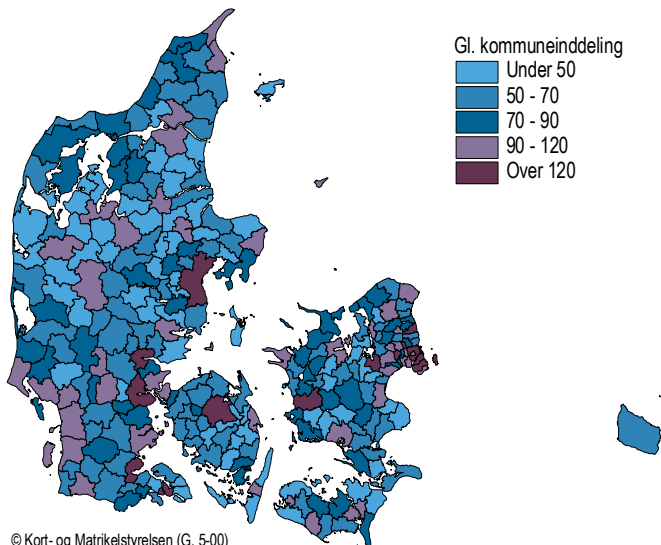 Gl. kommuneinddeling
Under 50
50 - 70
70 - 90
90 - 120
Over 120
© Kort- og Matrikelstyrelsen (G. 5-00)